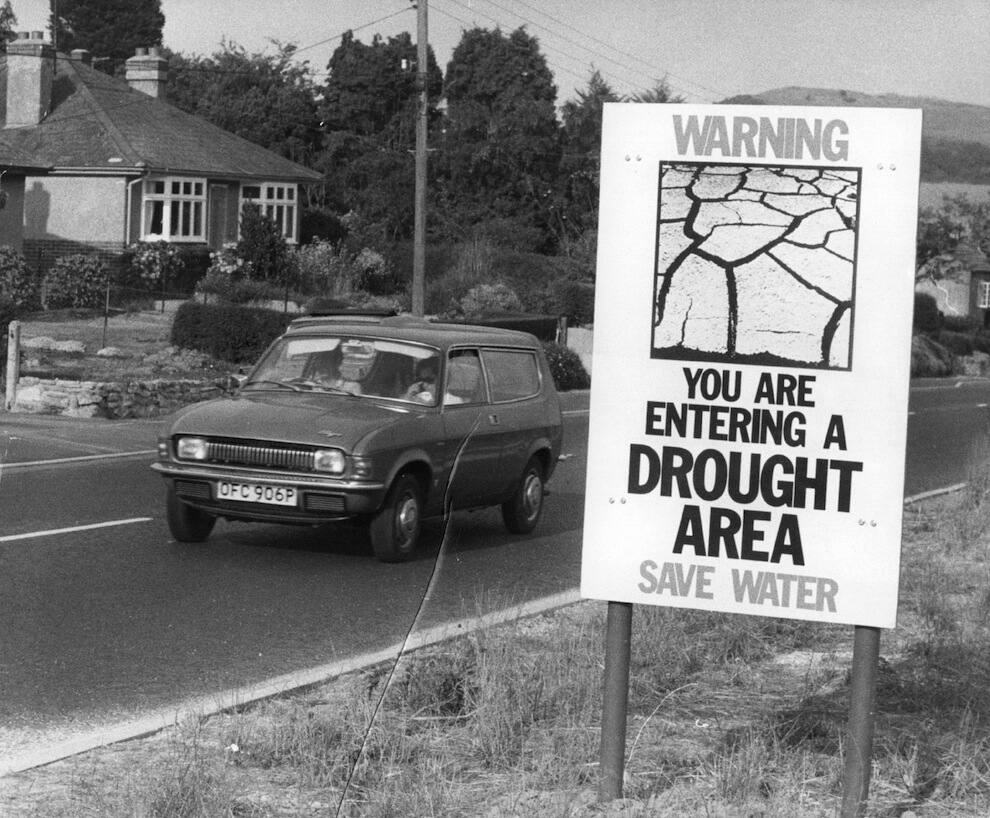 WARNING
YOU ARE
ENTERING A
DROUGHT
AREA
SAVE WATER
OFC 906P